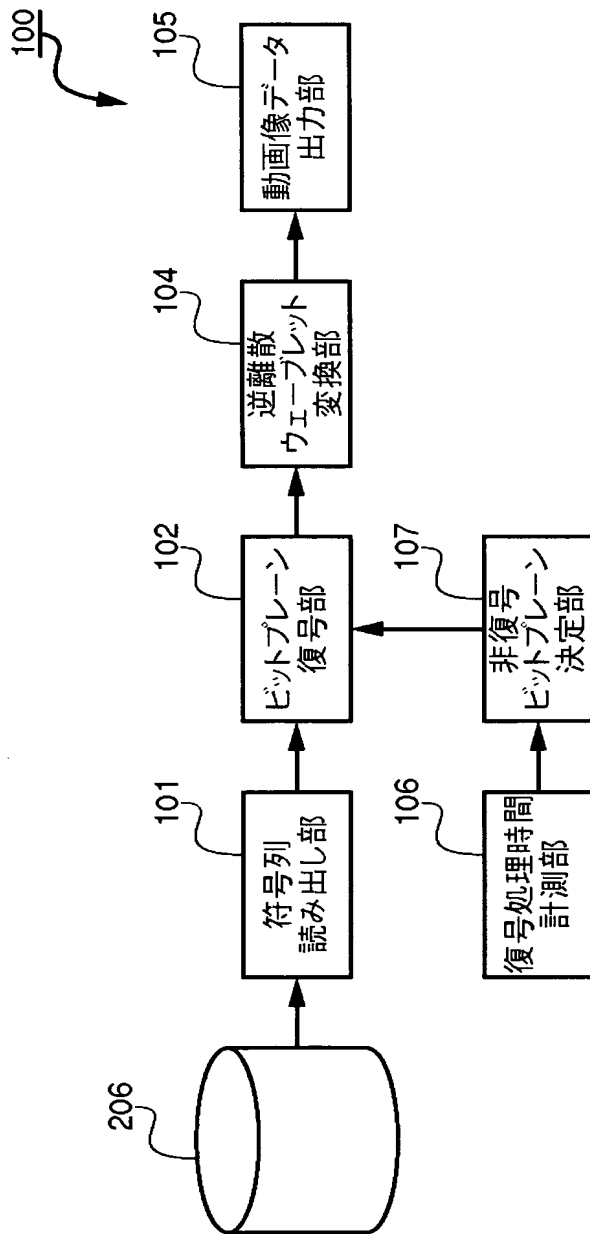 100
206
101
符号列
読み出し部
102
ビットプレーン
復号部
104
逆離散
ウェーブレット
変換部
105
動画像データ
出力部
106
復号処理時間
計測部
107
非復号
ビットプレーン
決定部